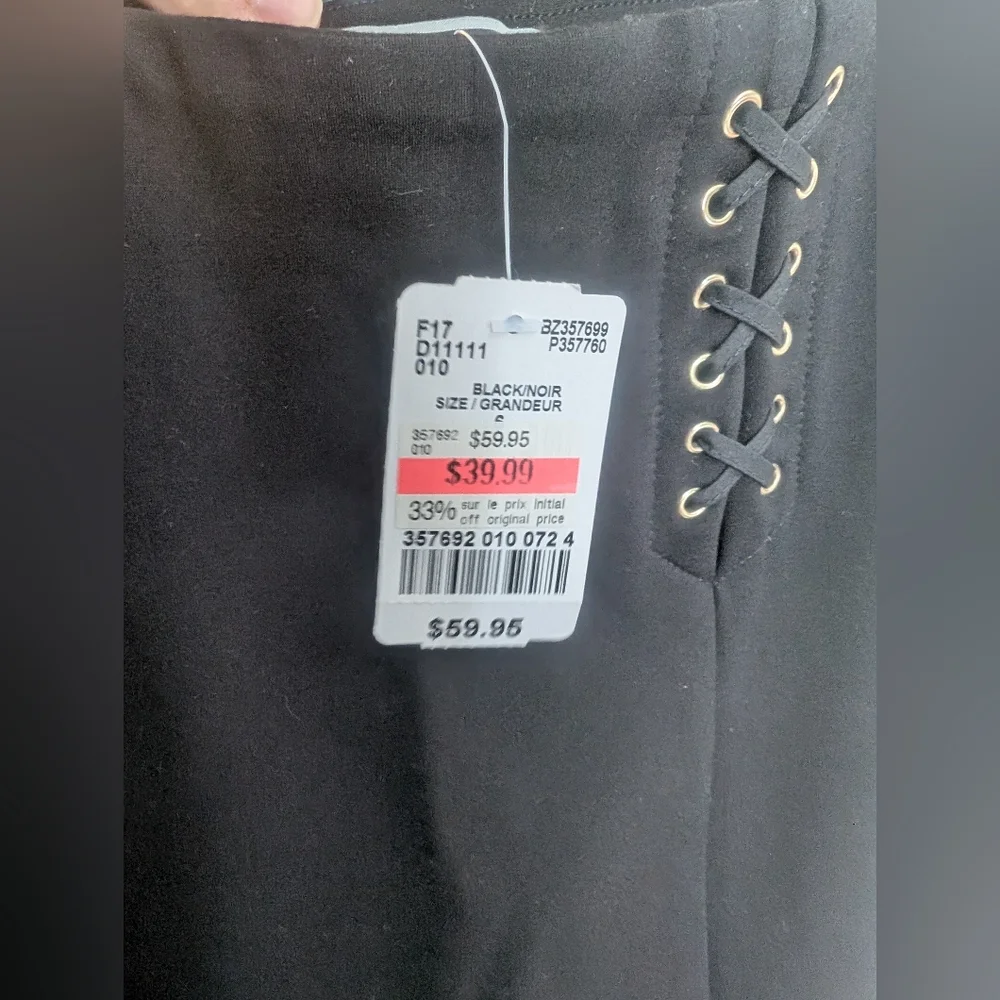 F17
BZ357699
D11111
P357760
010
BLACK/NOIR
SIZE / GRANDEUR
357692 $59.95
010
$39.99
33% sur le prix initial
off original price
357692 010 072 4
$59.95